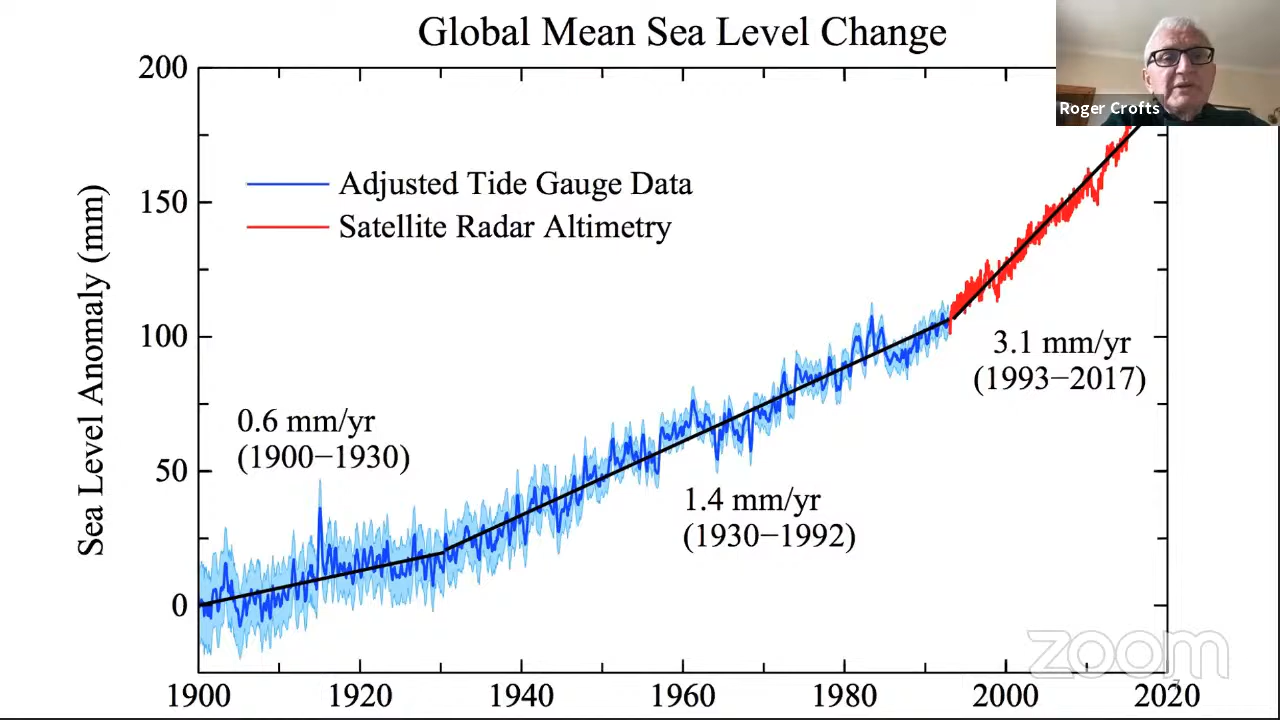 Global Mean Sea Level Change
Roger Crofts
200
150
100
50
0
Sea Level Anomaly (mm)
Adjusted Tide Gauge Data
Satellite Radar Altimetry
0.6 mm/yr
(1900−1930)
1.4 mm/yr
(1930−1992)
3.1 mm/yr
(1993−2017)
zoom
7
1900
1920
1940
1960
1980
2000
2020